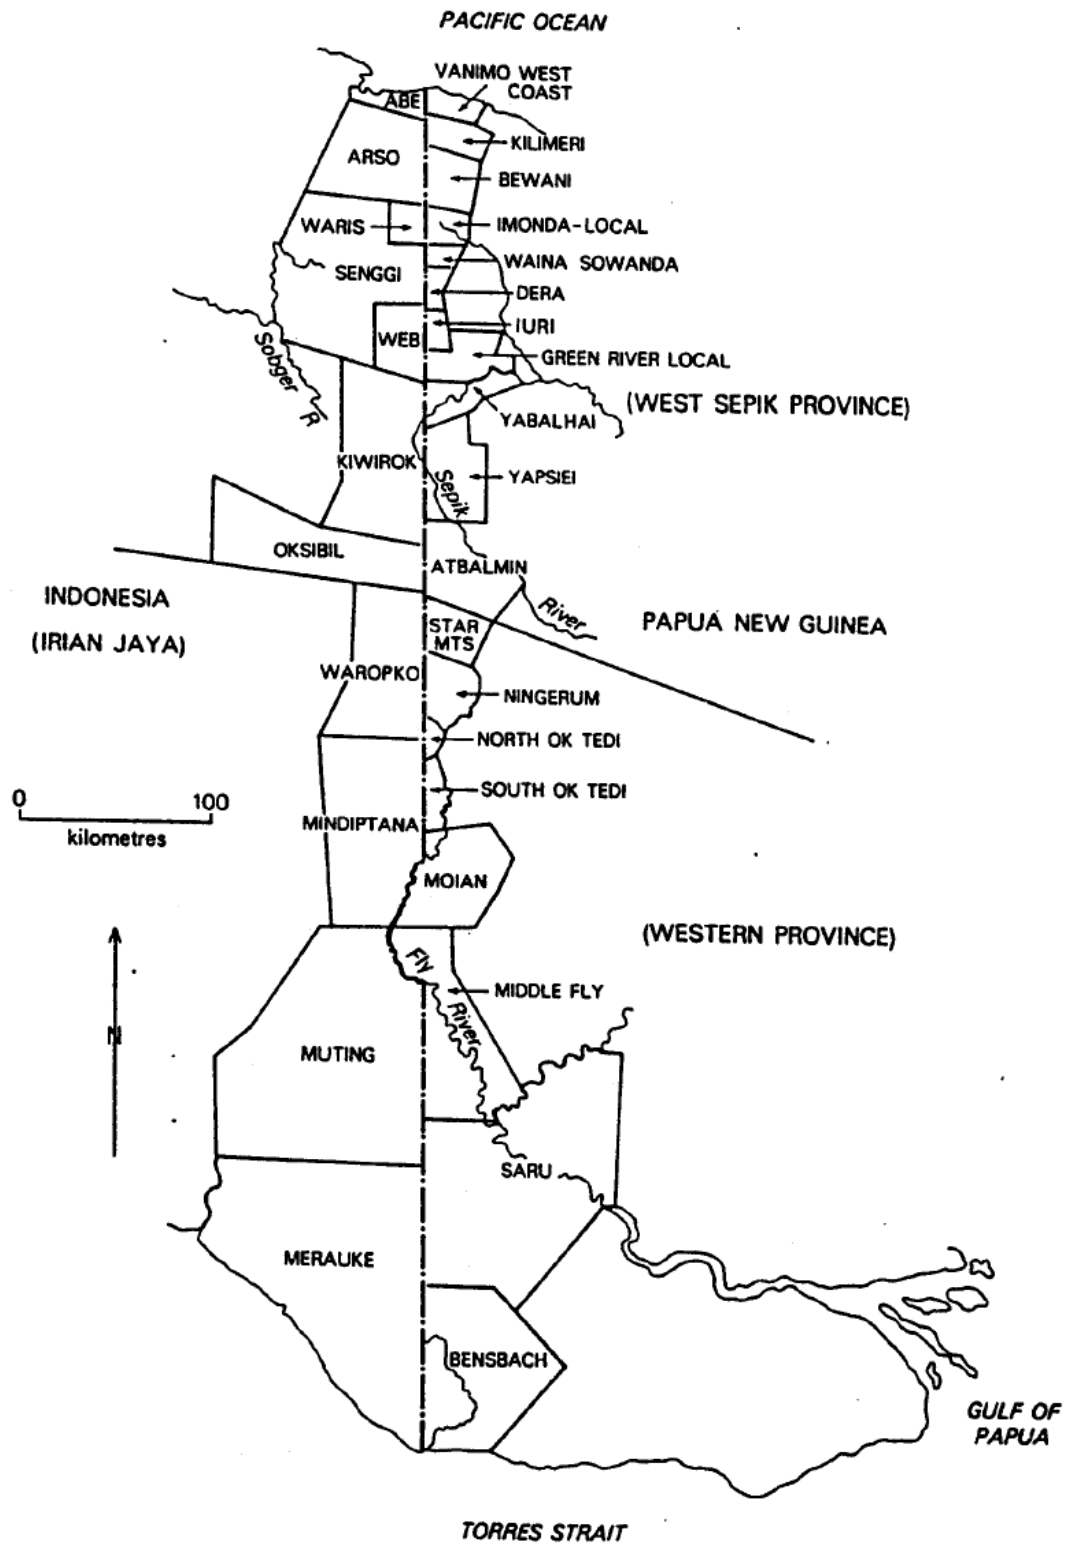 PACIFIC OCEAN
VANIMO WEST
COAST
ABE
KILIMERI
ARSO
BEWANI
WARIS
IMONDA-LOCAL
WAINA SOWANDA
SENGGI
DERA
IURI
WEB
GREEN RIVER LOCAL
Sobger R
(WEST SEPIK PROVINCE)
YABALHAI
KIWIROK
Sepik
YAPSIEI
OKSIBIL
ATBALMIN
INDONESIA
(IRIAN JAYA)
River
PAPUA NEW GUINEA
STAR
MTS
WAROPKO
NINGERUM
NORTH OK TEDI
SOUTH OK TEDI
0 100
kilometres
MINDIPTANA
MOIAN
(WESTERN PROVINCE)
Fly
River
MIDDLE FLY
N
MUTING
SARU
MERAUKE
BENSBACH
GULF OF
PAPUA
TORRES STRAIT